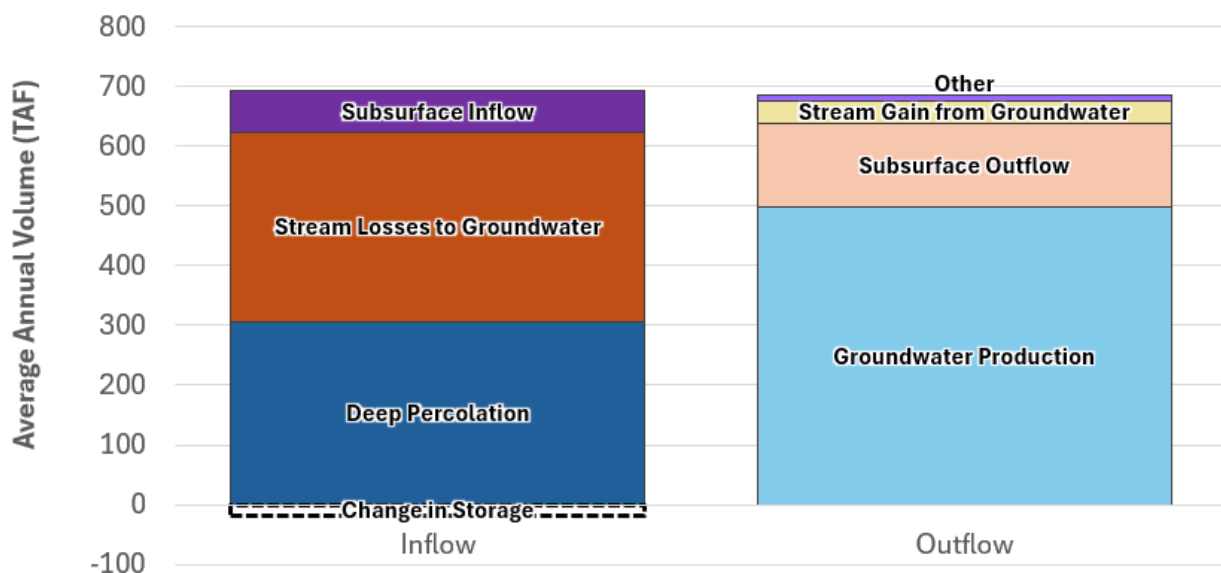 800
700
600
500
400
300
200
100
0
-100
Average Annual Volume (TAF)
Subsurface Inflow
Stream Losses to Groundwater
Deep Percolation
Change in Storage
Inflow
Other
Stream Gain from Groundwater
Subsurface Outflow
Groundwater Production
Outflow